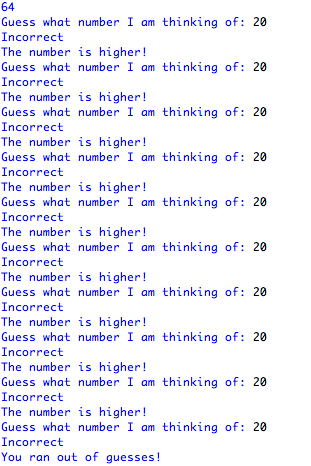 64
Guess what number I am thinking of: 20
Incorrect
The number is higher!
Guess what number I am thinking of: 20
Incorrect
The number is higher!
Guess what number I am thinking of: 20
Incorrect
The number is higher!
Guess what number I am thinking of: 20
Incorrect
The number is higher!
Guess what number I am thinking of: 20
Incorrect
The number is higher!
Guess what number I am thinking of: 20
Incorrect
The number is higher!
Guess what number I am thinking of: 20
Incorrect
The number is higher!
Guess what number I am thinking of: 20
Incorrect
The number is higher!
Guess what number I am thinking of: 20
Incorrect
The number is higher!
Guess what number I am thinking of: 20
Incorrect
You ran out of guesses!